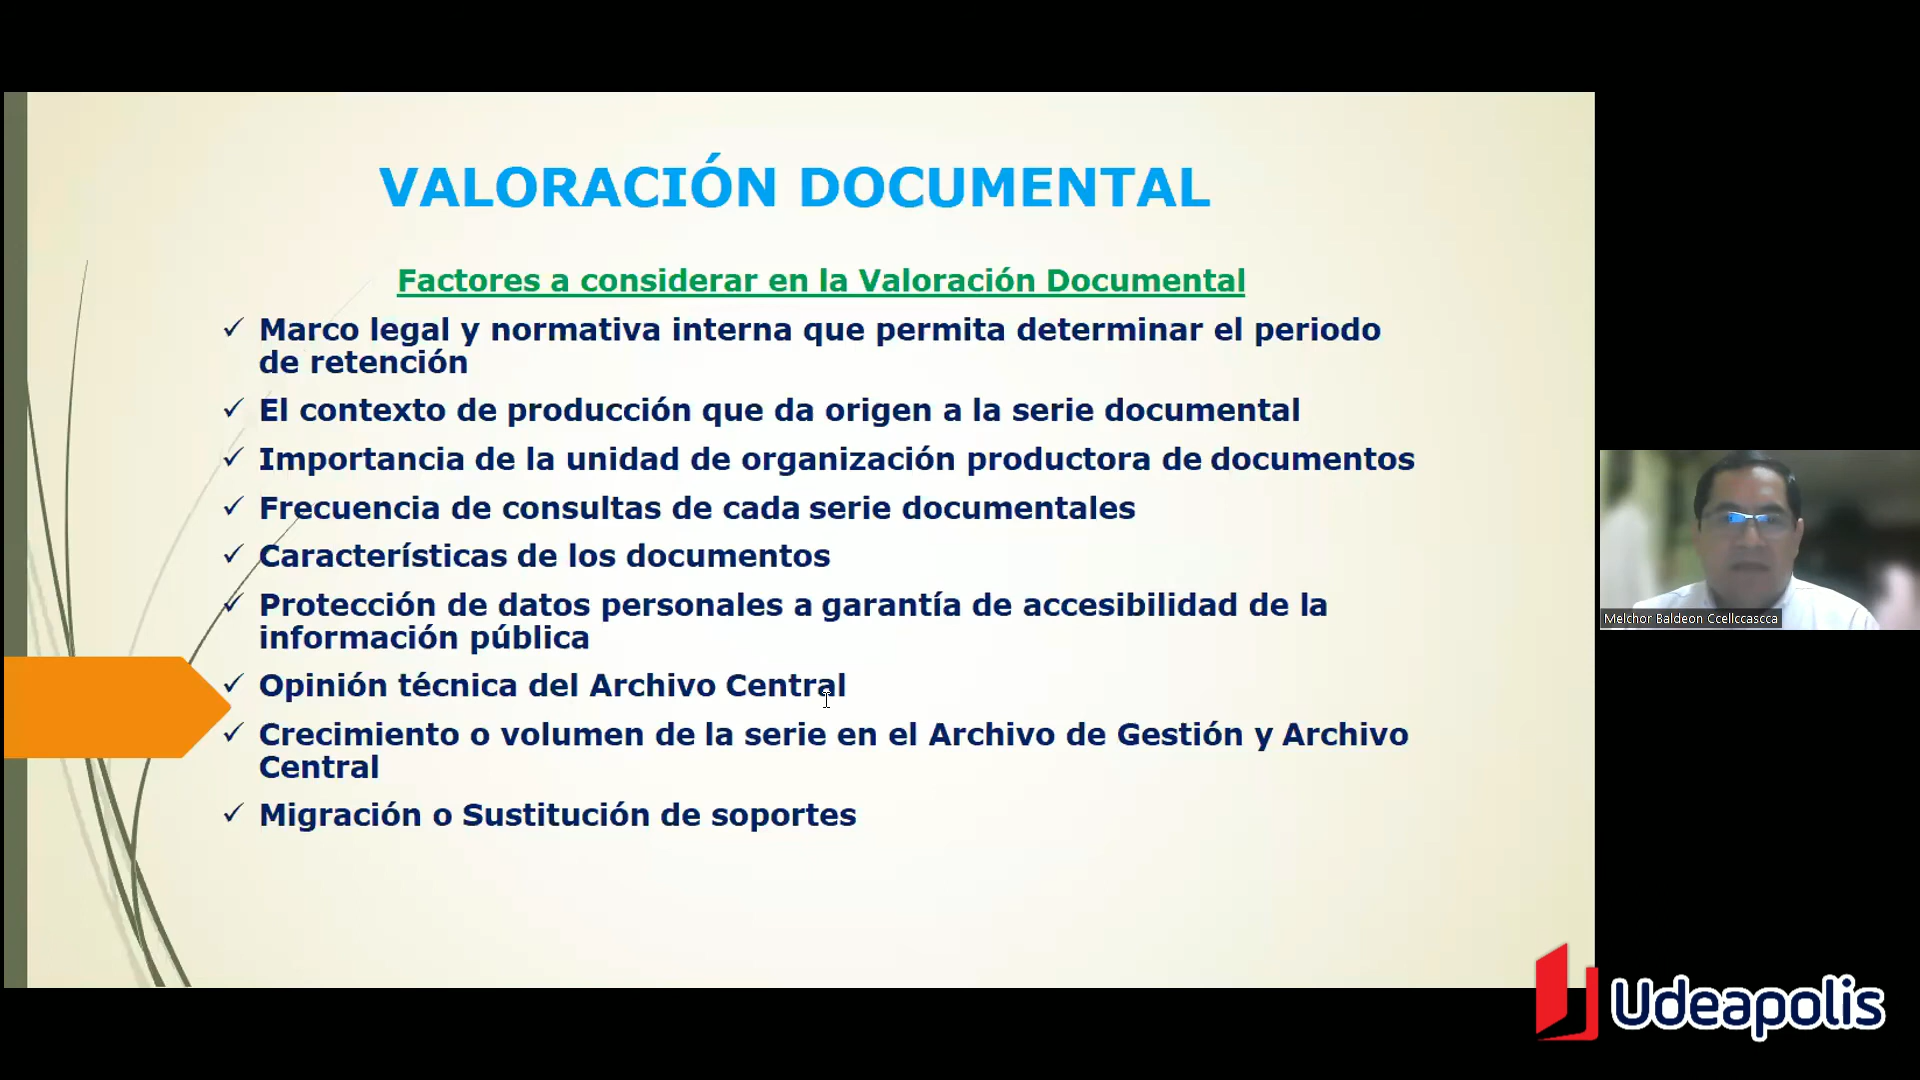 VALORACIÓN DOCUMENTAL
Factores a considerar en la Valoración Documental
✓ Marco legal y normativa interna que permita determinar el periodo
de retención
✓ El contexto de producción que da origen a la serie documental
✓ Importancia de la unidad de organización productora de documentos
✓ Frecuencia de consultas de cada serie documentales
✓ Características de los documentos
✓ Protección de datos personales a garantía de accesibilidad de la
información pública
✓ Opinión técnica del Archivo Central
✓ Crecimiento o volumen de la serie en el Archivo de Gestión y Archivo
Central
✓ Migración o Sustitución de soportes
Melchor Baldeon Ccellccascca
Udeapolis